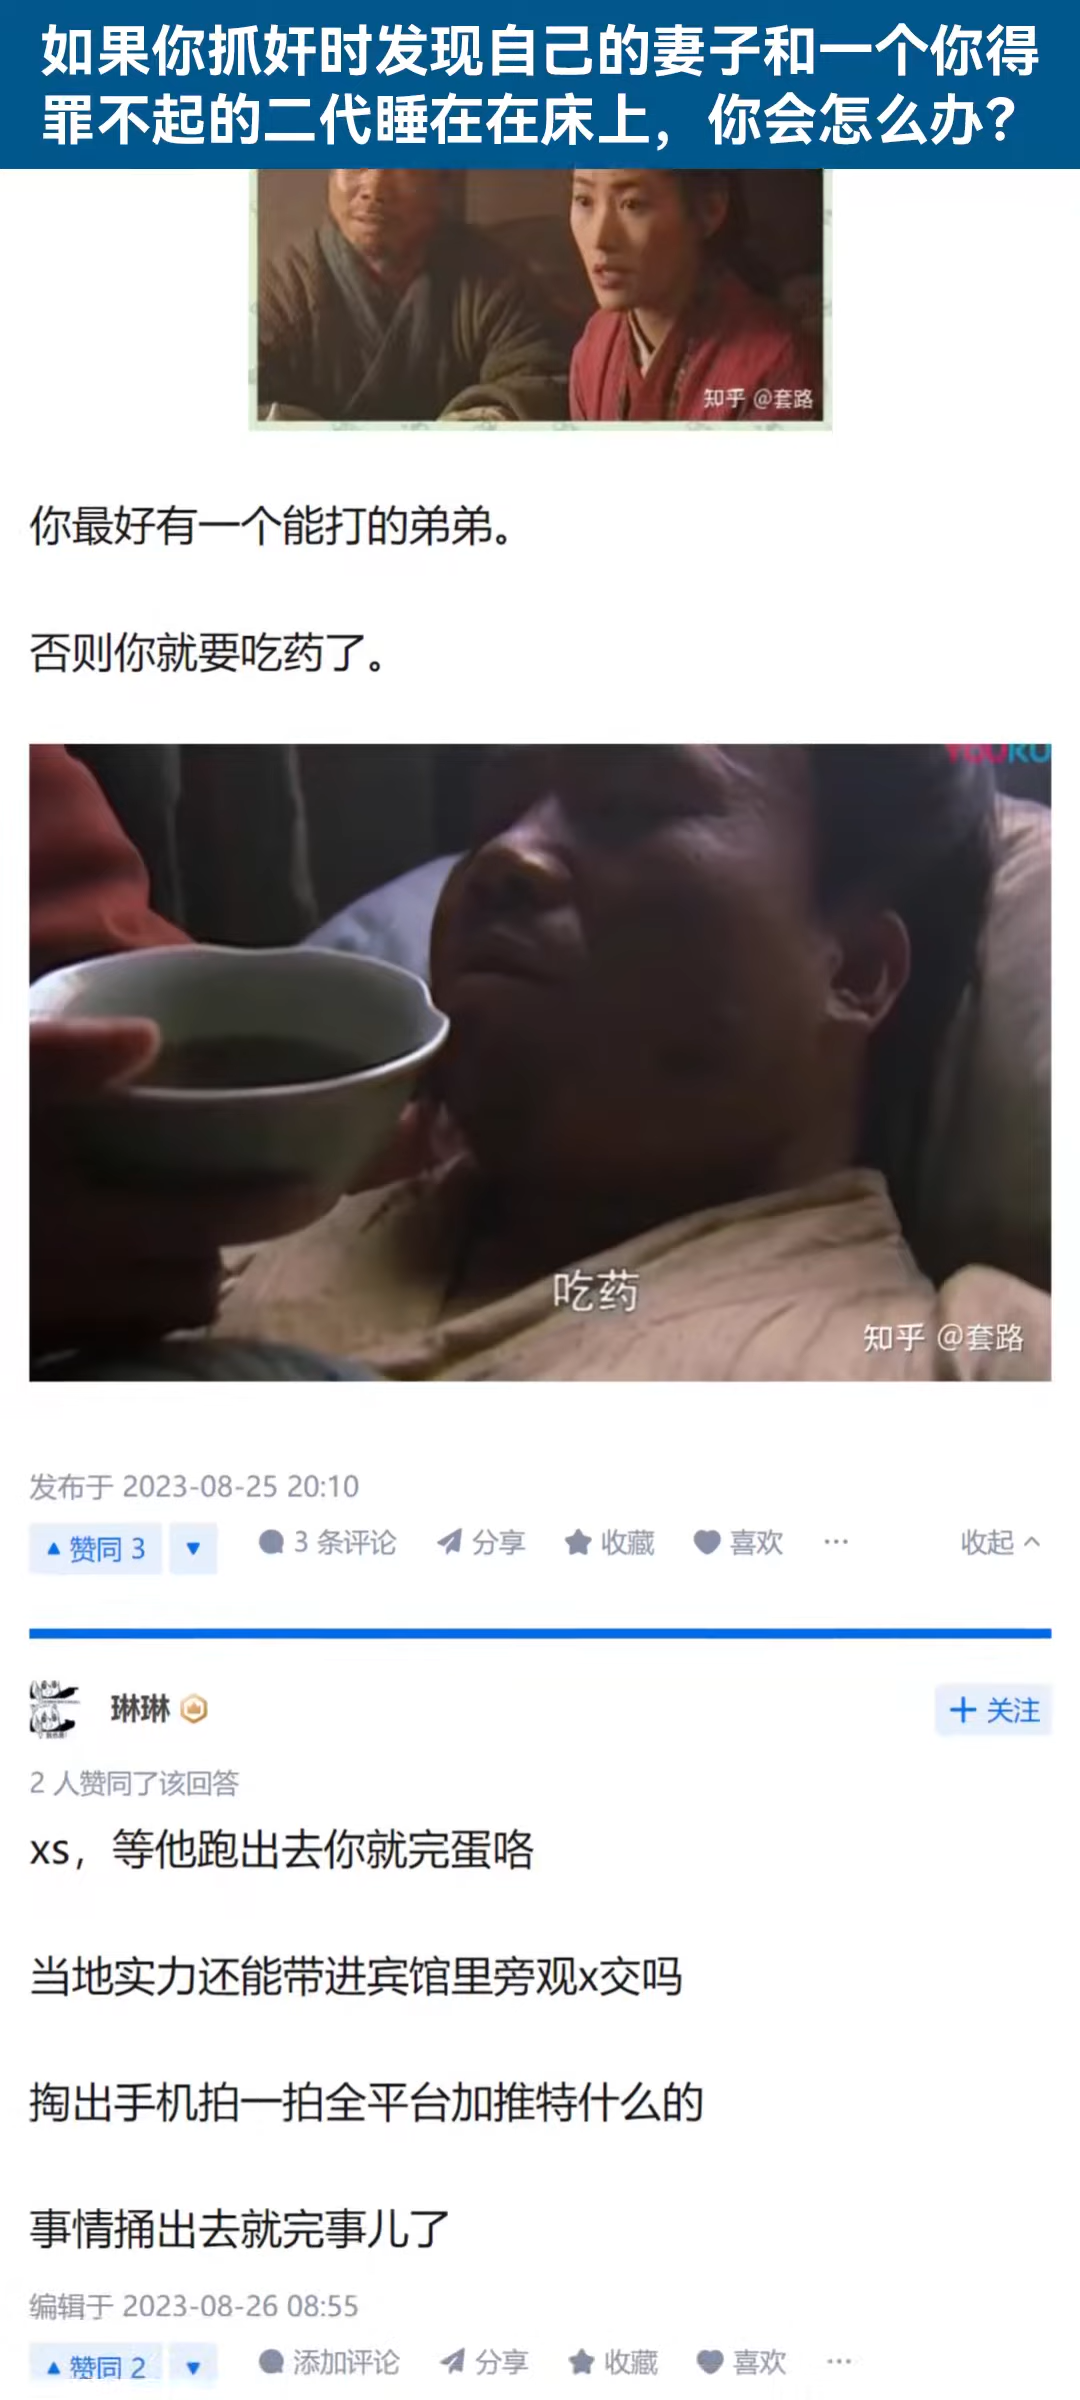 如果你抓奸时发现自己的妻子和一个你得
罪不起的二代睡在在床上，你会怎么办？
知乎 @套路
你最好有一个能打的弟弟。
否则你就要吃药了。
YOUKU
吃药
知乎 @套路
发布于 2023-08-25 20:10
赞同 3 3 条评论 分享 收藏 喜欢 ··· 收起
琳琳 + 关注
2 人赞同了该回答
xs，等他跑出去你就完蛋咯
当地实力还能带进宾馆里旁观x交吗
掏出手机拍一拍全平台加推特什么的
事情捅出去就完事儿了
编辑于 2023-08-26 08:55
赞同 2 添加评论 分享 收藏 喜欢 ···